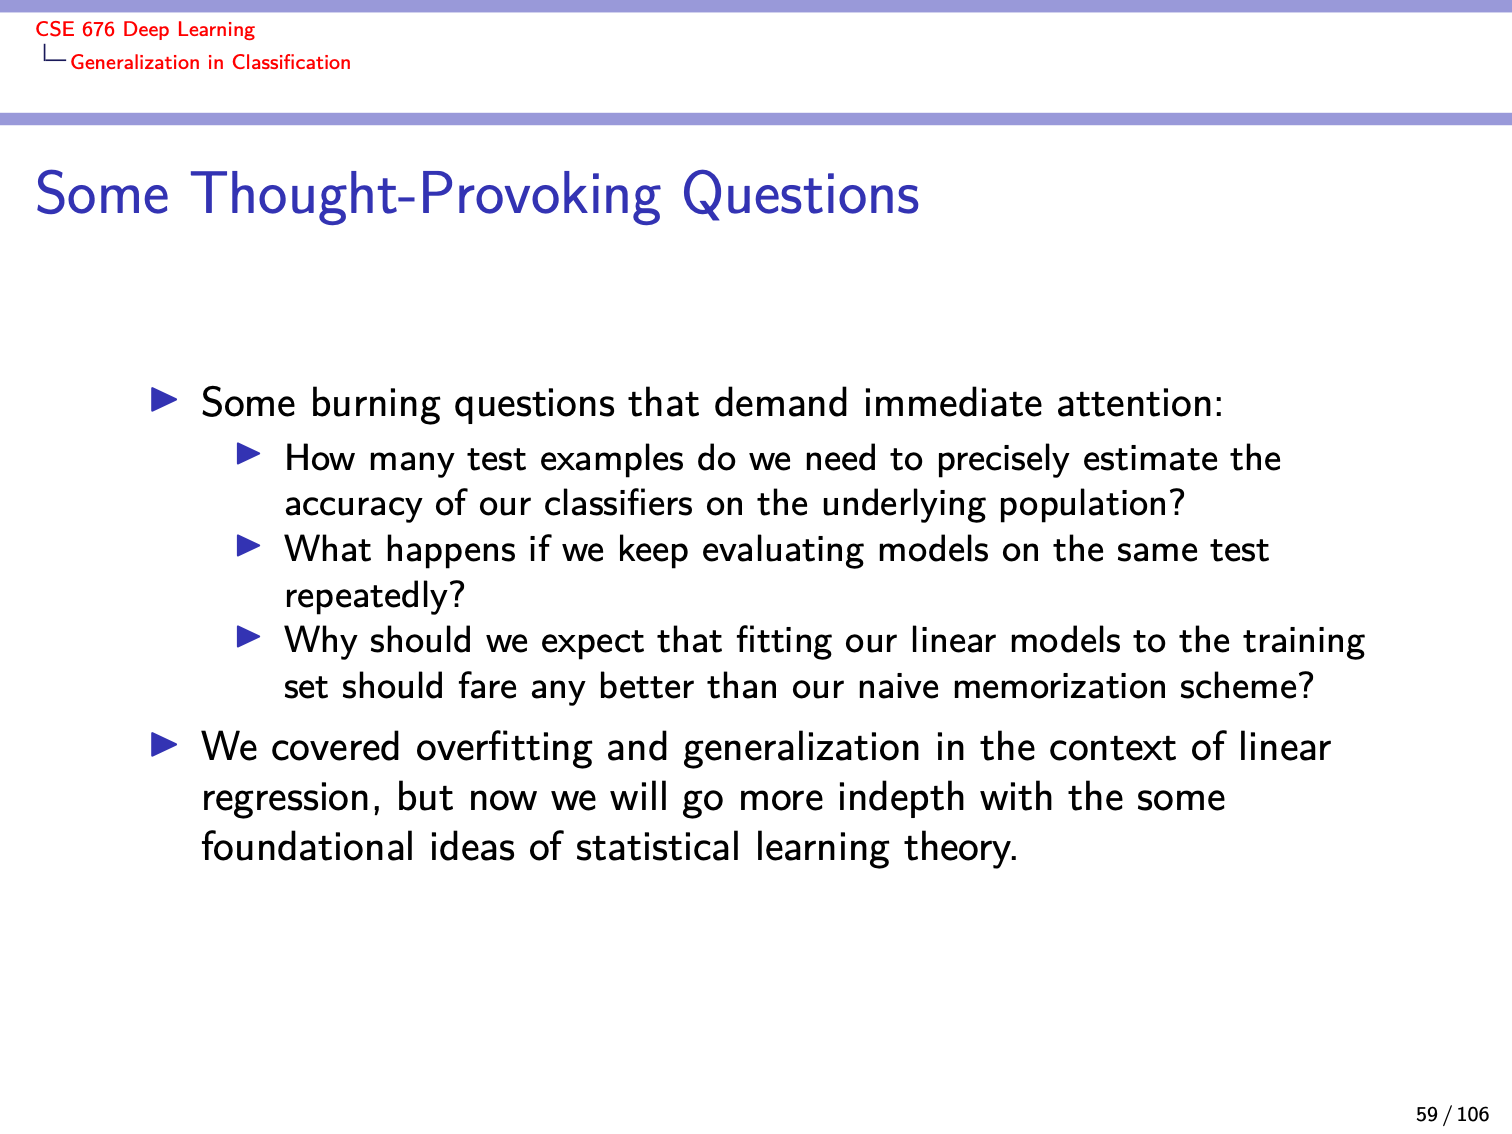 CSE 676 Deep Learning
Generalization in Classification
Some Thought-Provoking Questions
Some burning questions that demand immediate attention:
How many test examples do we need to precisely estimate the
accuracy of our classifiers on the underlying population?
What happens if we keep evaluating models on the same test
repeatedly?
Why should we expect that fitting our linear models to the training
set should fare any better than our naive memorization scheme?
We covered overfitting and generalization in the context of linear
regression, but now we will go more indepth with the some
foundational ideas of statistical learning theory.
59 / 106